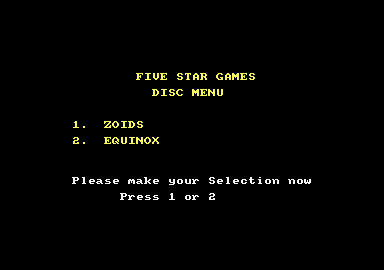 FIVE STAR GAMES
DISC MENU
1. ZOIDS
2. EQUINOX
Please make your Selection now
Press 1 or 2